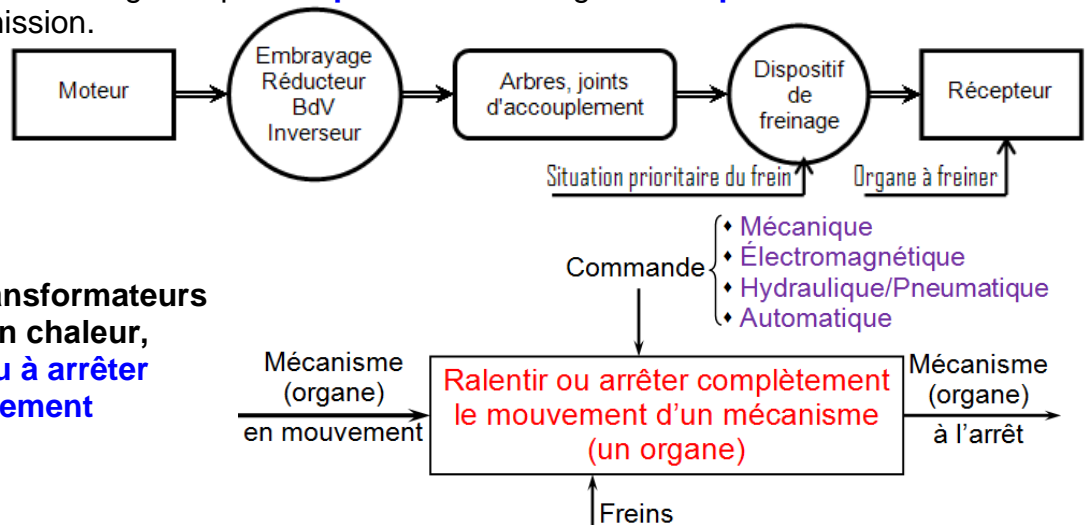 mission.
Moteur
Embrayage
Réducteur
BdV
Inverseur
Arbres, joints
d'accouplement
Dispositif
de
freinage
Récepteur
Situation prioritaire du frein
Organe à freiner
Commande
♦ Mécanique
♦ Électromagnétique
♦ Hydraulique/Pneumatique
♦ Automatique
ansformateurs
n chaleur,
u à arrêter
ement
Mécanisme
(organe)
en mouvement
Ralentir ou arrêter complètement
le mouvement d'un mécanisme
(un organe)
Mécanisme
(organe)
à l'arrêt
Freins